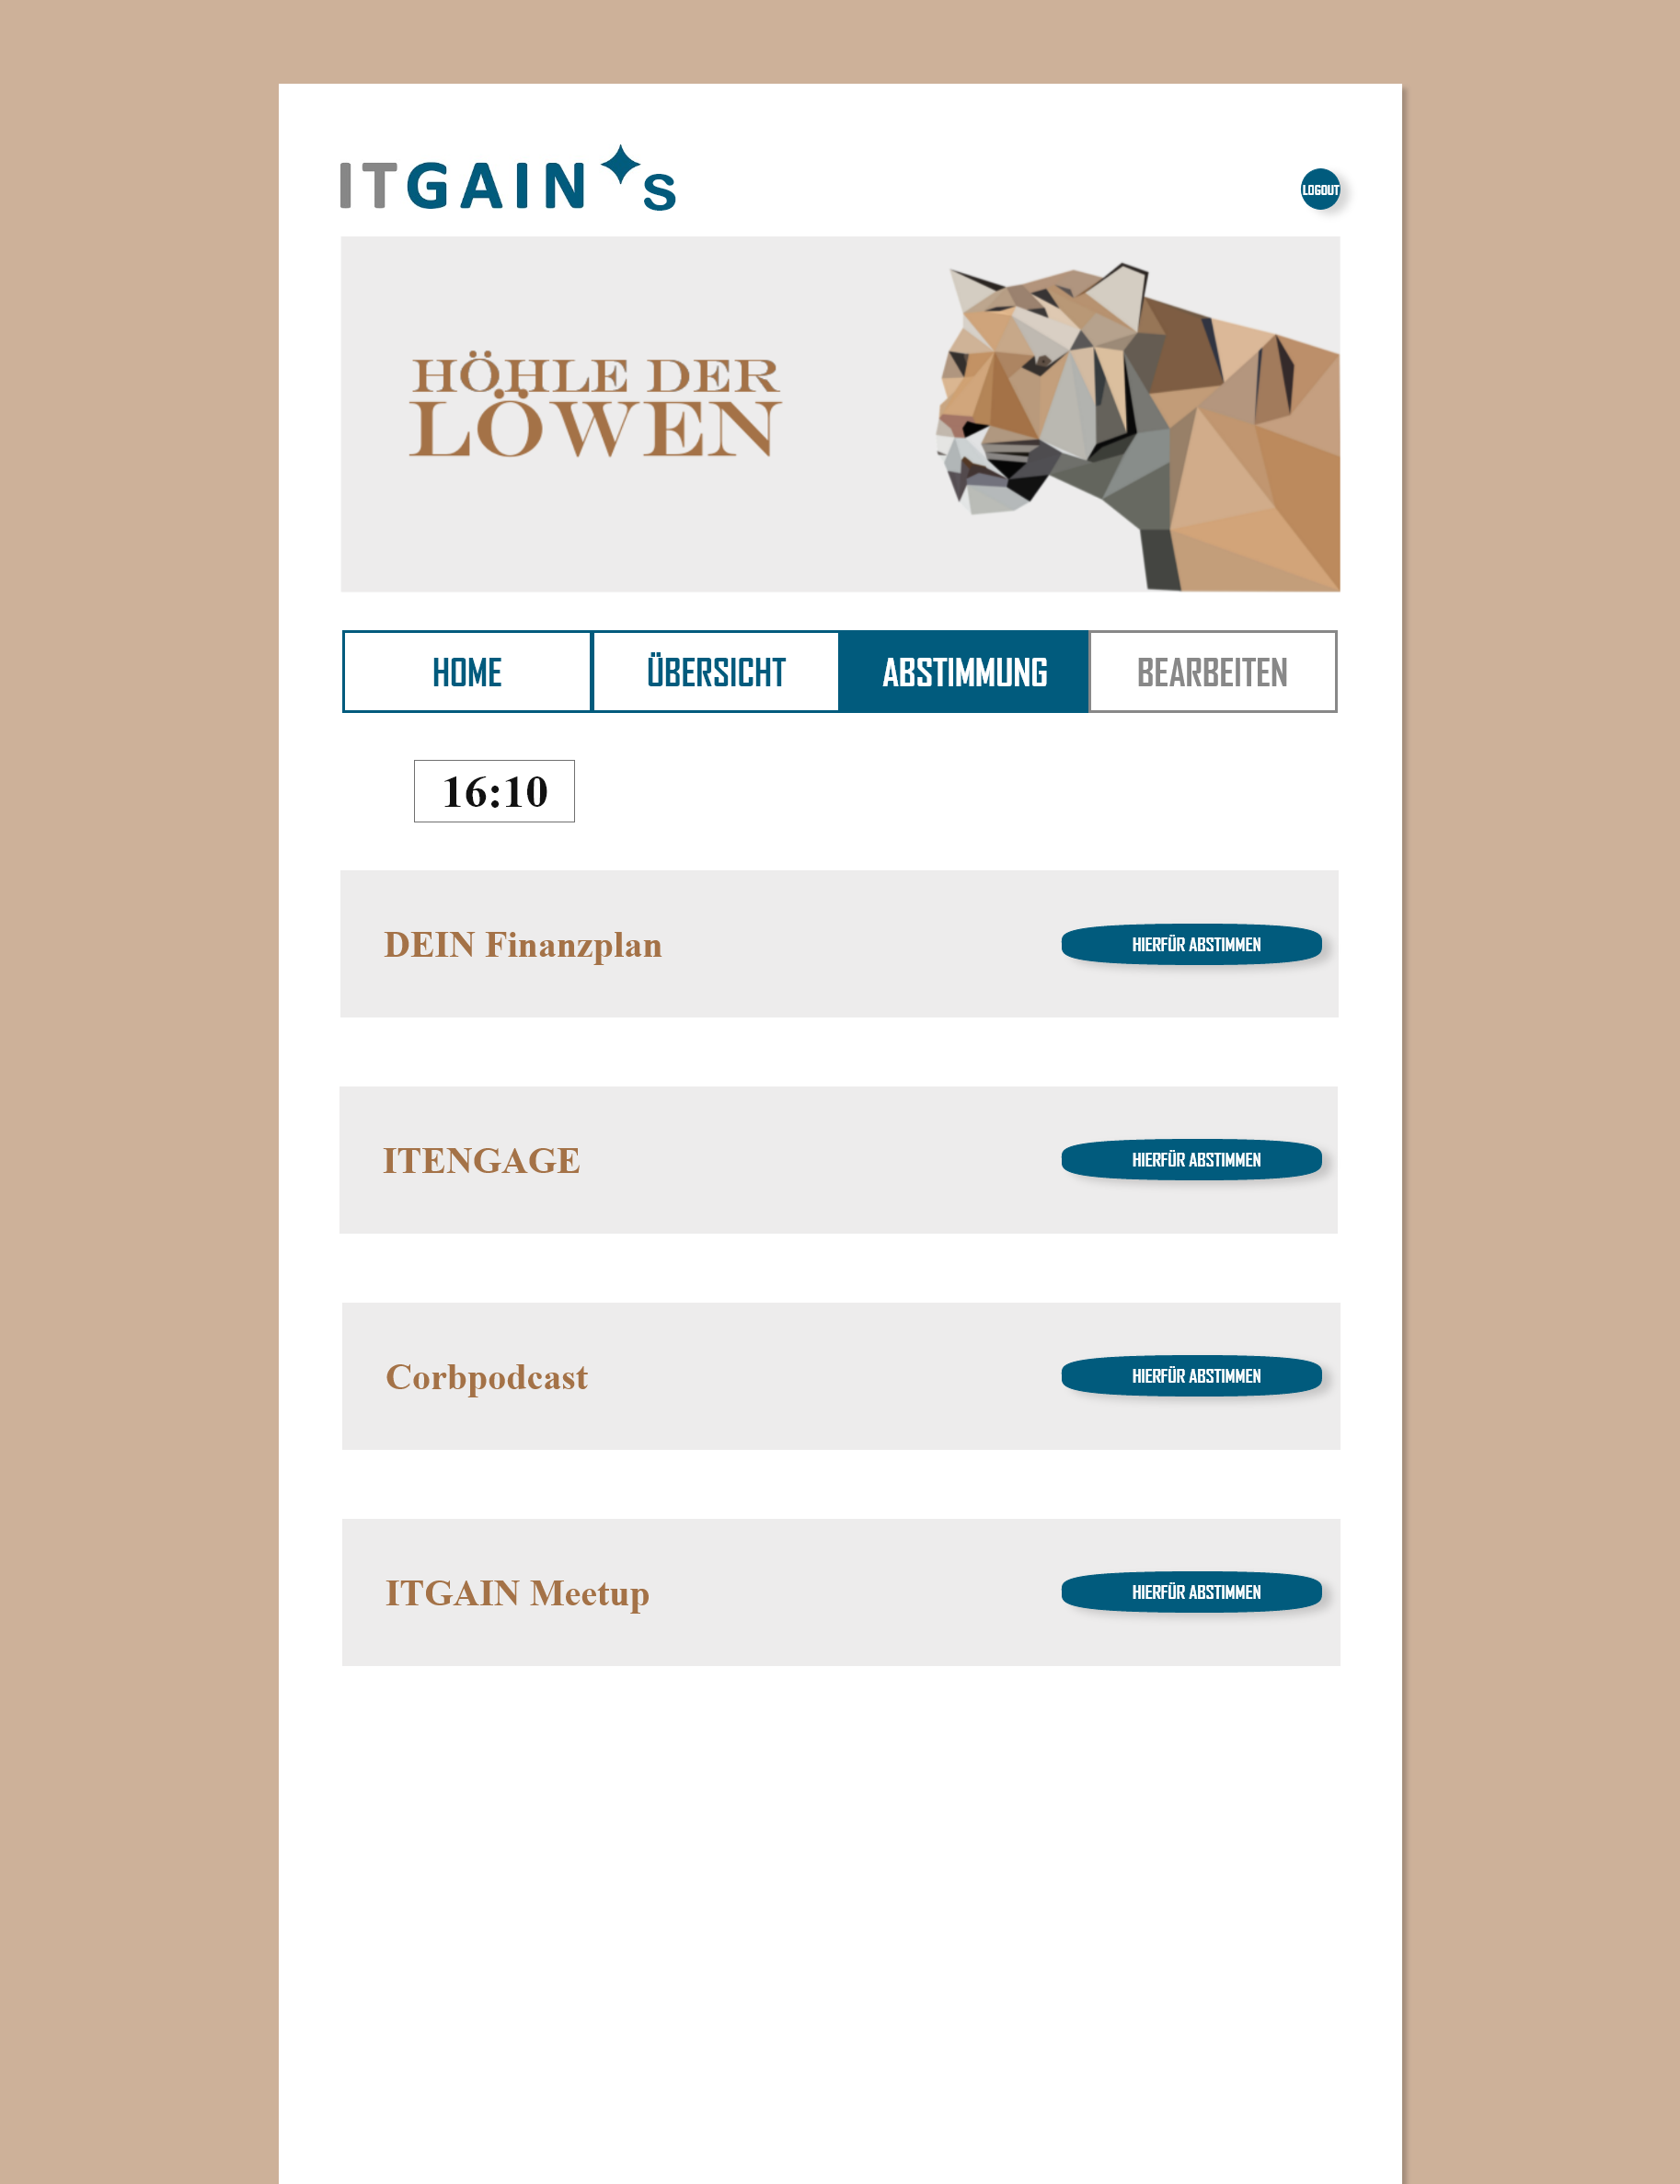 ITGAIN's
LOGOUT
HÖHLE DER
LÖWEN
HOME ÜBERSICHT ABSTIMMUNG BEARBEITEN
16:10
DEIN Finanzplan HIERFÜR ABSTIMMEN
ITENGAGE HIERFÜR ABSTIMMEN
Corbpodcast HIERFÜR ABSTIMMEN
ITGAIN Meetup HIERFÜR ABSTIMMEN